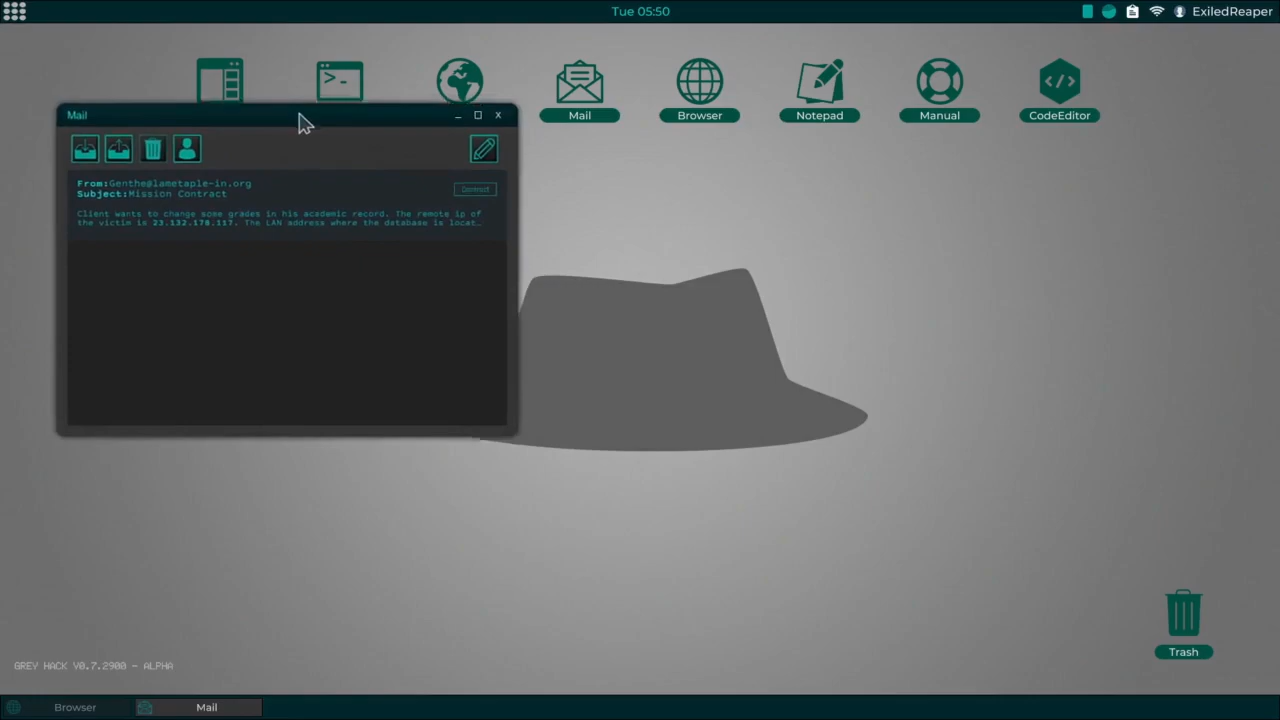 Tue 05:50
ExiledReaper
Mail
Browser
Notepad
Manual
CodeEditor
Mail
X
From:Genthe@lametaple-in.org
Subject:Mission Contract
Contract
Client wants to change some grades in his academic record. The remote ip of
the victim is 23.132.178.117. The LAN address where the database is locat…
Trash
GREY HACK V0.7.2900 - ALPHA
Browser
Mail